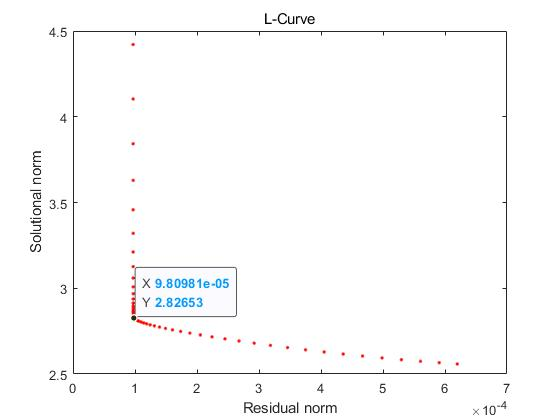 L-Curve
4.5
4
3.5
3
2.5
Solutional norm
X 9.80981e-05
Y 2.82653
0 1 2 3 4 5 6 7
Residual norm
×10⁻⁴